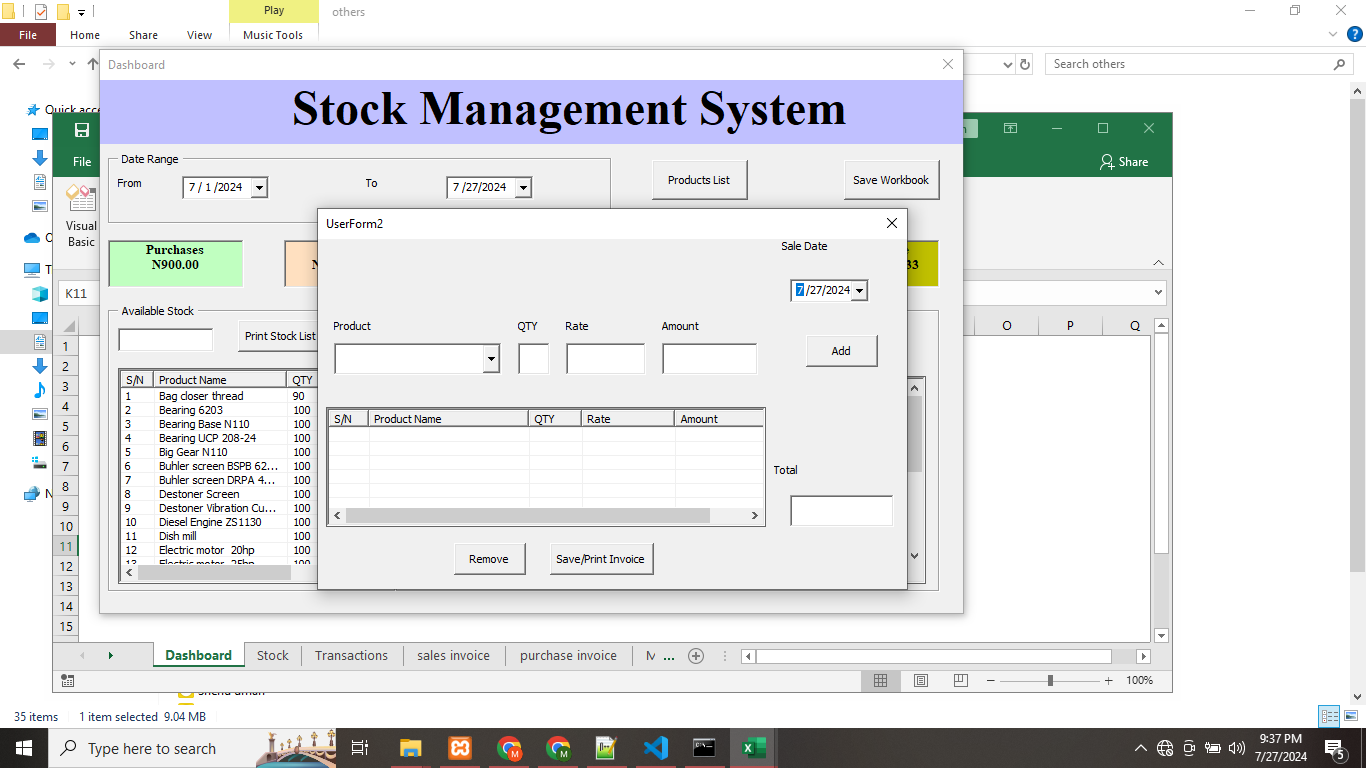 Play
others
File
Home
Share
View
Music Tools
Dashboard
Search others
Quick acce
Stock Management System
File
Share
Date Range
From
7 / 1 /2024
To
7 /27/2024
Products List
Save Workbook
Visual
Basic
UserForm2
Purchases
N900.00
N
33
Sale Date
7 /27/2024
K11
Available Stock
Print Stock List
Product
QTY
Rate
Amount
Add
O
P
Q
S/N
Product Name
QTY
1 Bag closer thread 90
2 Bearing 6203 100
3 Bearing Base N110 100
4 Bearing UCP 208-24 100
5 Big Gear N110 100
6 Buhler screen BSPB 62... 100
7 Buhler screen DRPA 4... 100
8 Destoner Screen 100
9 Destoner Vibration Cu... 100
10 Diesel Engine ZS1130 100
11 Dish mill 100
12 Electric motor 20hp 100
13 Electric motor 25hp 100
S/N
Product Name
QTY
Rate
Amount
Total
Remove
Save/Print Invoice
1
2
3
4
5
6
7
8
9
10
11
12
13
14
15
Dashboard
Stock
Transactions
sales invoice
purchase invoice
M ...
100%
35 items
1 item selected 9.04 MB
Type here to search
9:37 PM
7/27/2024
5